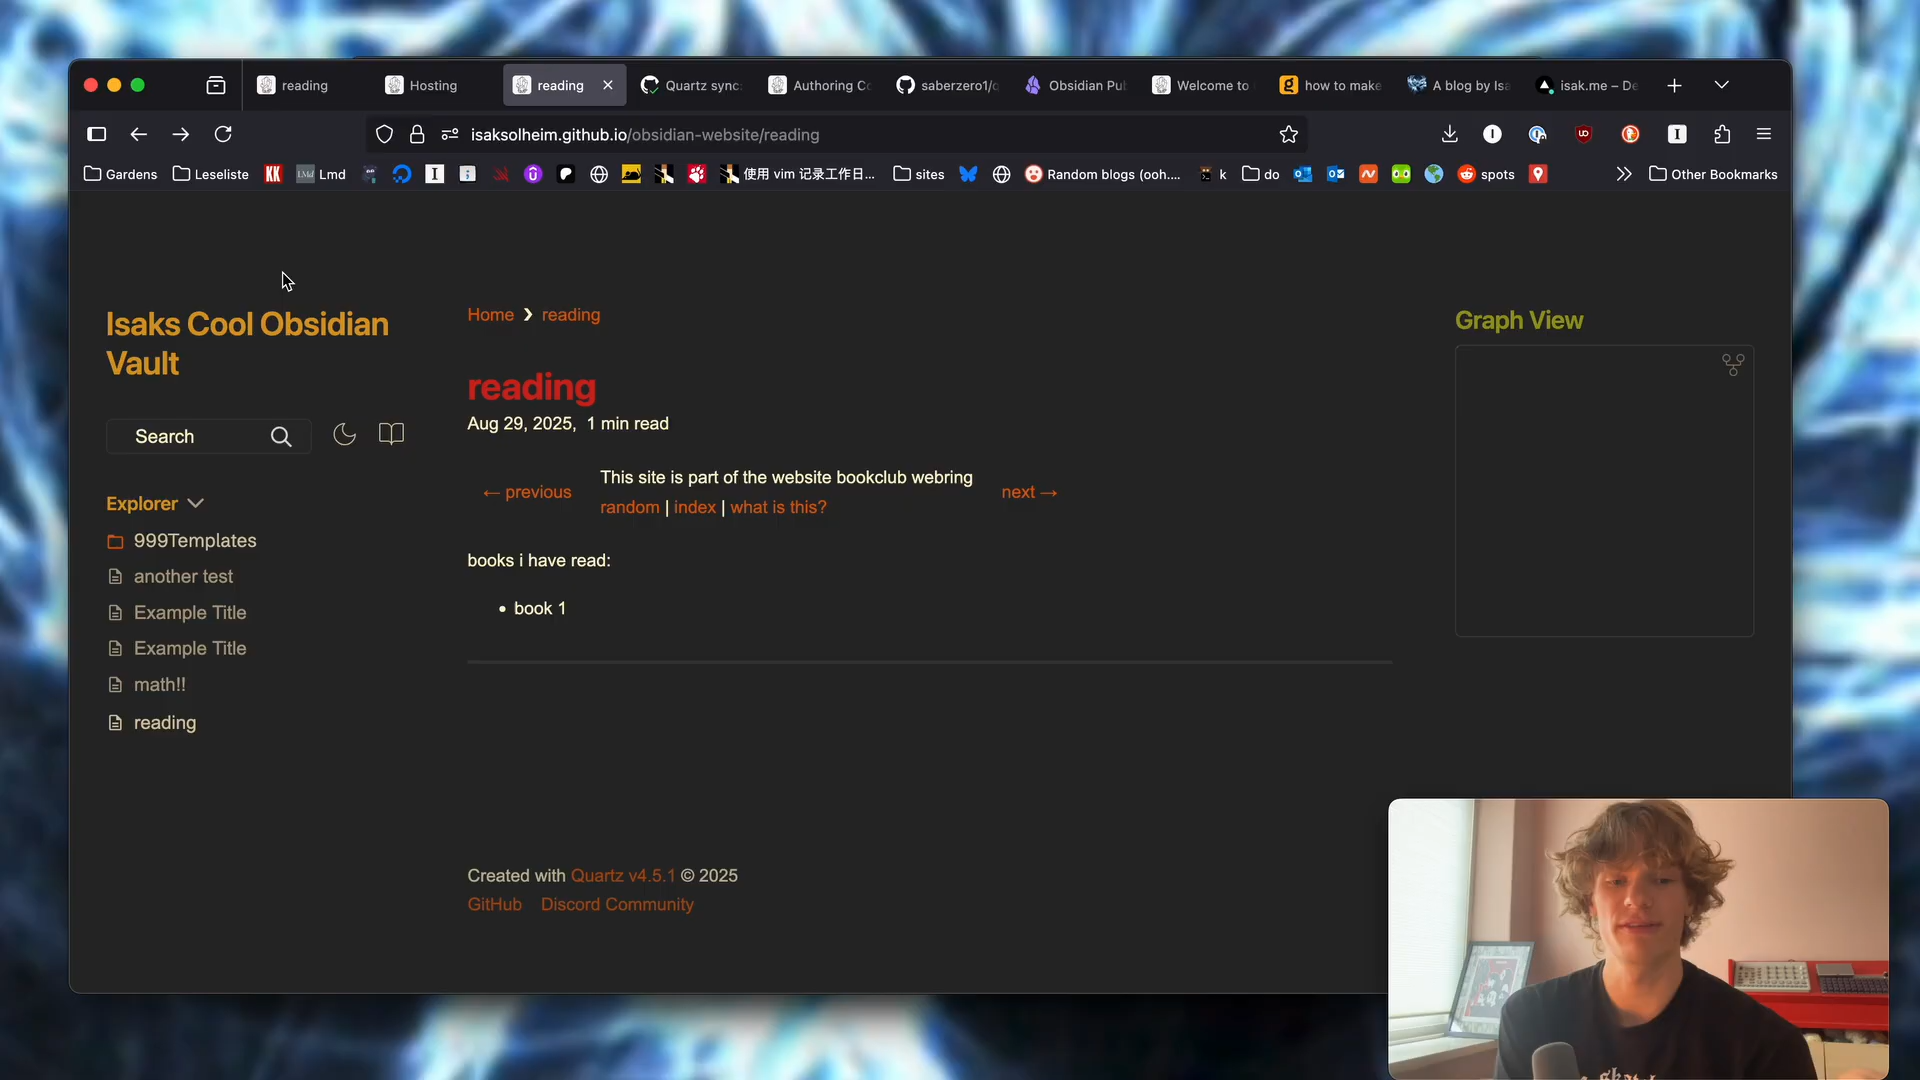 reading
Hosting
reading
Quartz sync
Authoring Co
saberzero1/q
Obsidian Pub
Welcome to
how to make
A blog by Isa
isak.me – De
isaksolheim.github.io/obsidian-website/reading
Gardens
Leseliste
KK
LMd
Lmd
使用 vim 记录工作日...
sites
Random blogs (ooh....
k
do
spots
Other Bookmarks
Isaks Cool Obsidian
Vault
Search
Explorer
999Templates
another test
Example Title
Example Title
math!!
reading
Home ❯ reading
reading
Aug 29, 2025, 1 min read
← previous
This site is part of the website bookclub webring
random | index | what is this?
next →
books i have read:
• book 1
Created with Quartz v4.5.1 © 2025
GitHub
Discord Community
Graph View